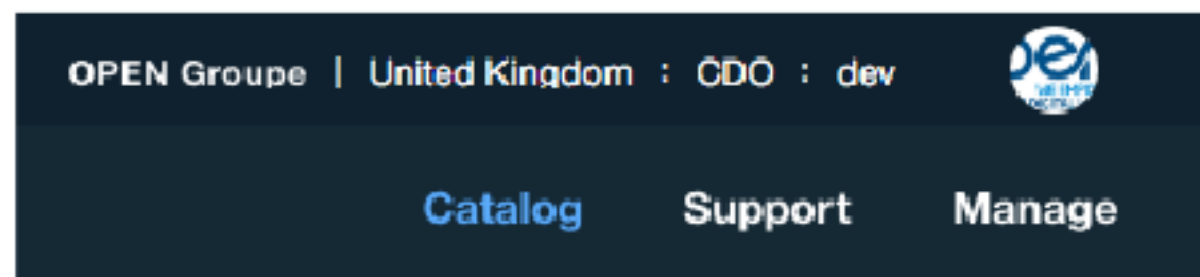 OPEN Groupe | United Kingdom : CDO : dev
Catalog Support Manage